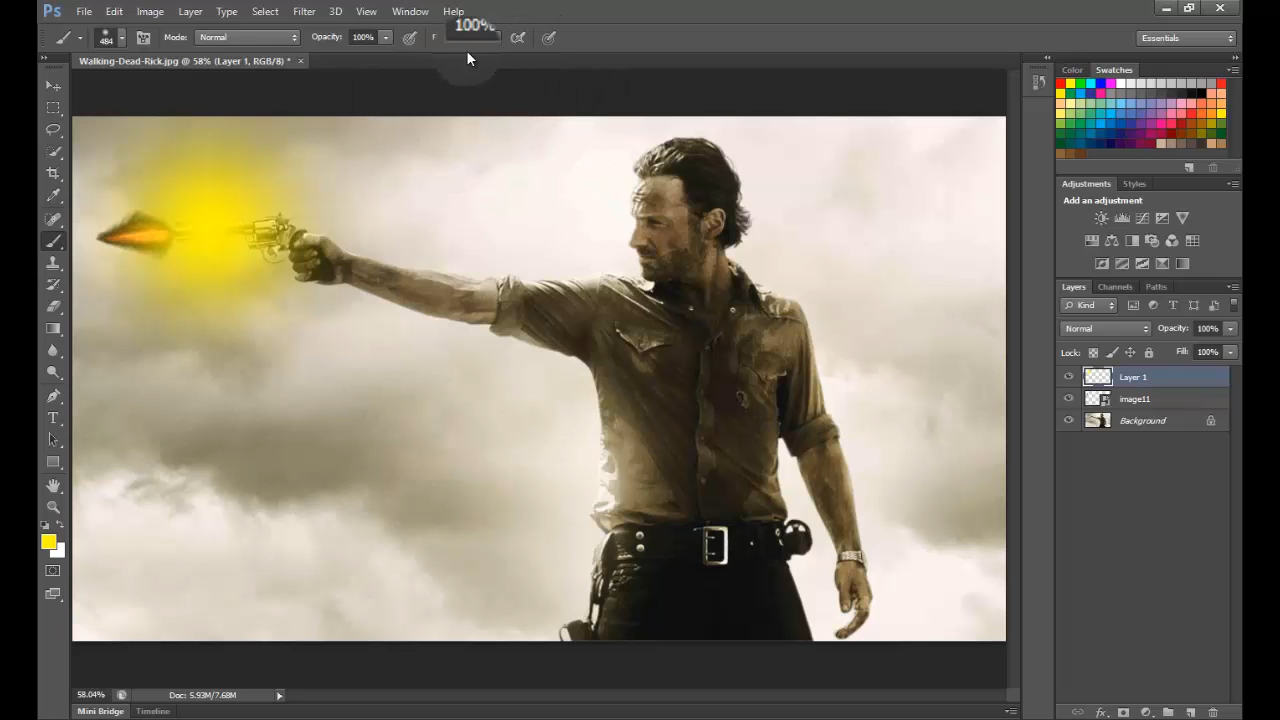 Ps File Edit Image Layer Type Select Filter 3D View Window Help
484 Mode: Normal Opacity: 100% F 100% Essentials
Walking-Dead-Rick.jpg @ 58% (Layer 1, RGB/8) * ×
Color Swatches
Adjustments Styles
Add an adjustment
Layers Channels Paths
Kind
Normal Opacity: 100%
Lock: Fill: 100%
Layer 1
image11
Background
T
58.04% Doc: 5.93M/7.68M
Mini Bridge Timeline